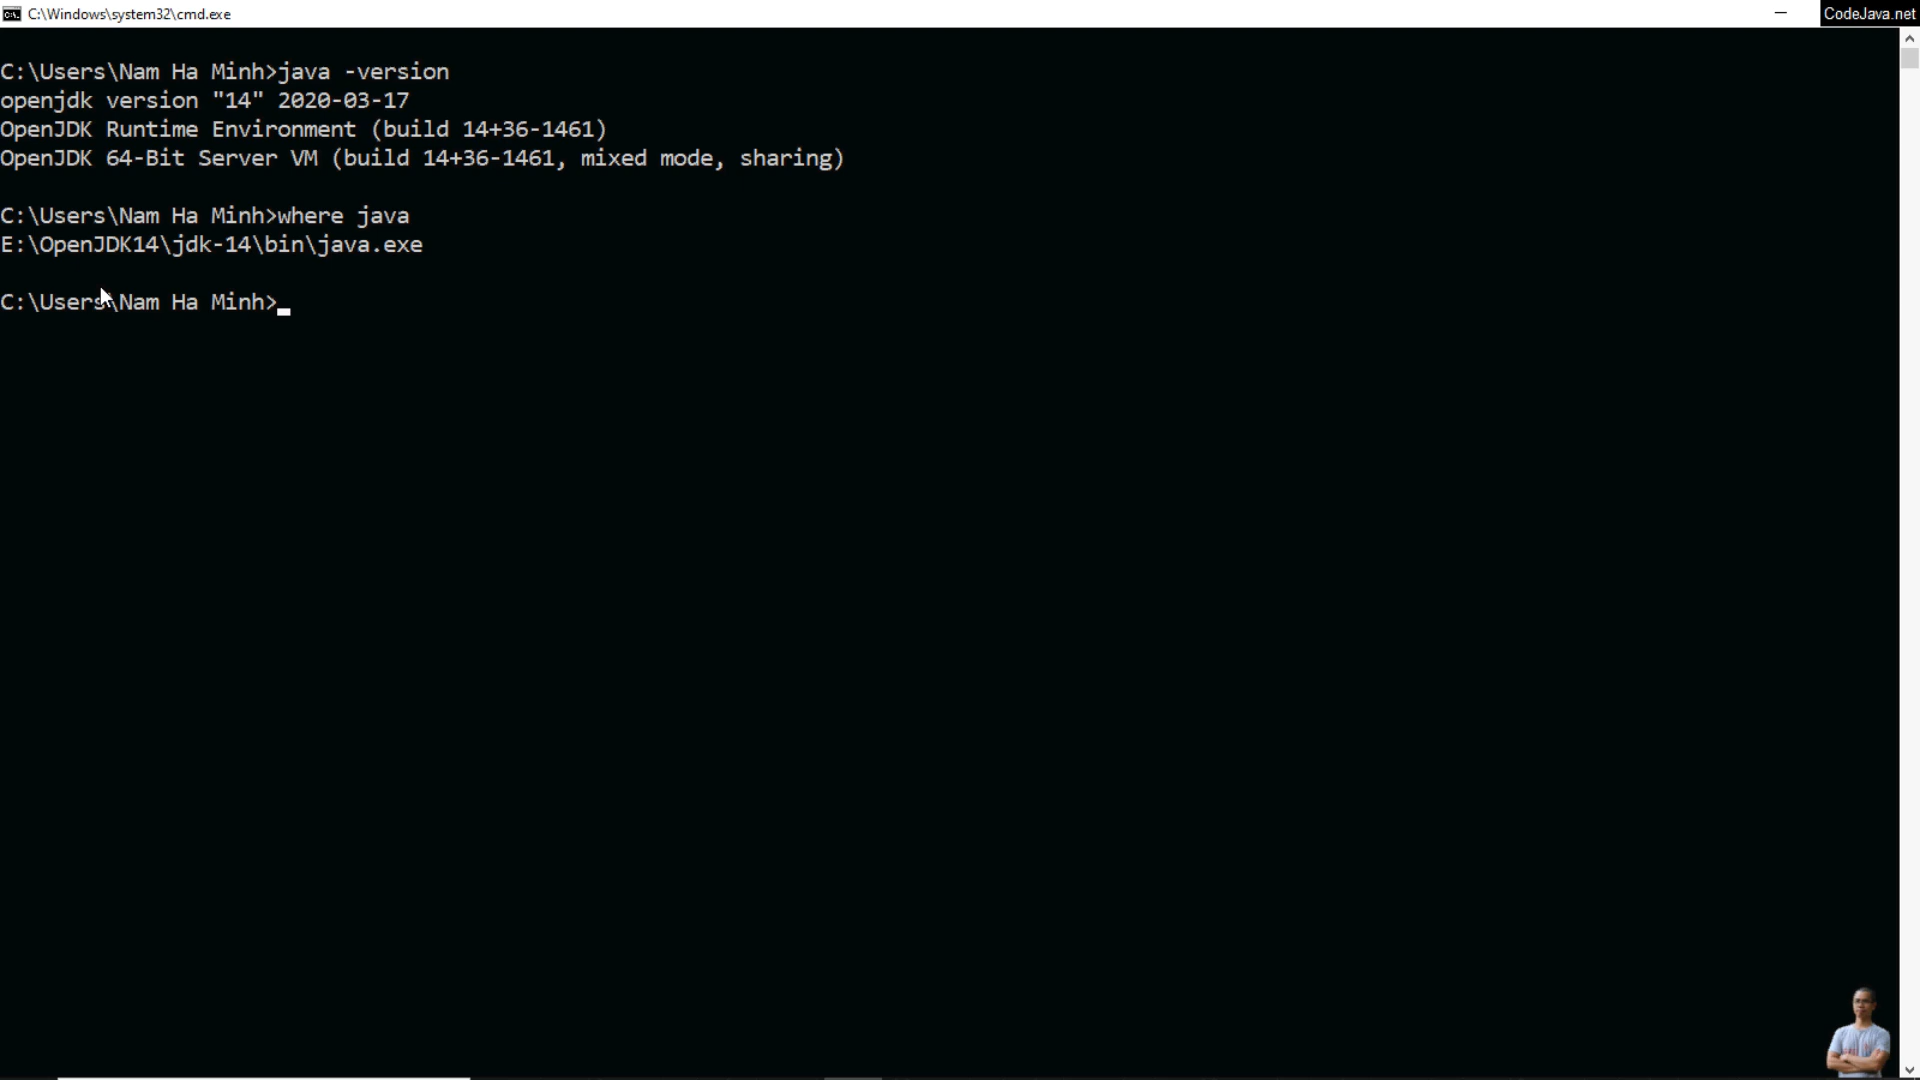 C:\Windows\system32\cmd.exe
CodeJava.net
C:\Users\Nam Ha Minh>java -version
openjdk version "14" 2020-03-17
OpenJDK Runtime Environment (build 14+36-1461)
OpenJDK 64-Bit Server VM (build 14+36-1461, mixed mode, sharing)
C:\Users\Nam Ha Minh>where java
E:\OpenJDK14\jdk-14\bin\java.exe
C:\Users\Nam Ha Minh>